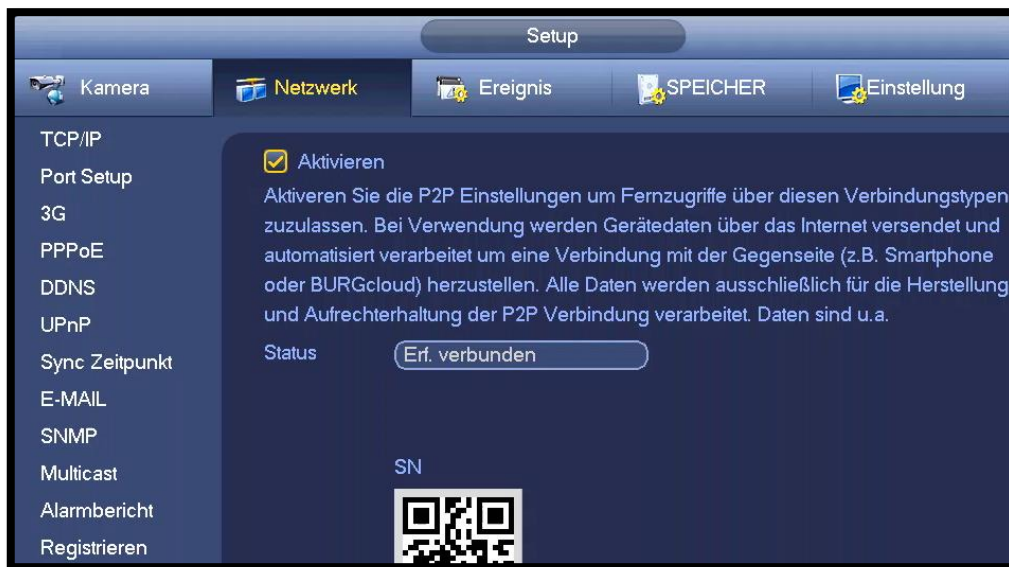 Setup
Kamera
Netzwerk
Ereignis
SPEICHER
Einstellung
TCP/IP
Port Setup
3G
PPPoE
DDNS
UPnP
Sync Zeitpunkt
E-MAIL
SNMP
Multicast
Alarmbericht
Registrieren
Aktivieren
Aktiveren Sie die P2P Einstellungen um Fernzugriffe über diesen Verbindungstypen
zuzulassen. Bei Verwendung werden Gerätedaten über das Internet versendet und
automatisiert verarbeitet um eine Verbindung mit der Gegenseite (z.B. Smartphone
oder BURGcloud) herzustellen. Alle Daten werden ausschließlich für die Herstellung
und Aufrechterhaltung der P2P Verbindung verarbeitet. Daten sind u.a.
Status
Erf. verbunden
SN